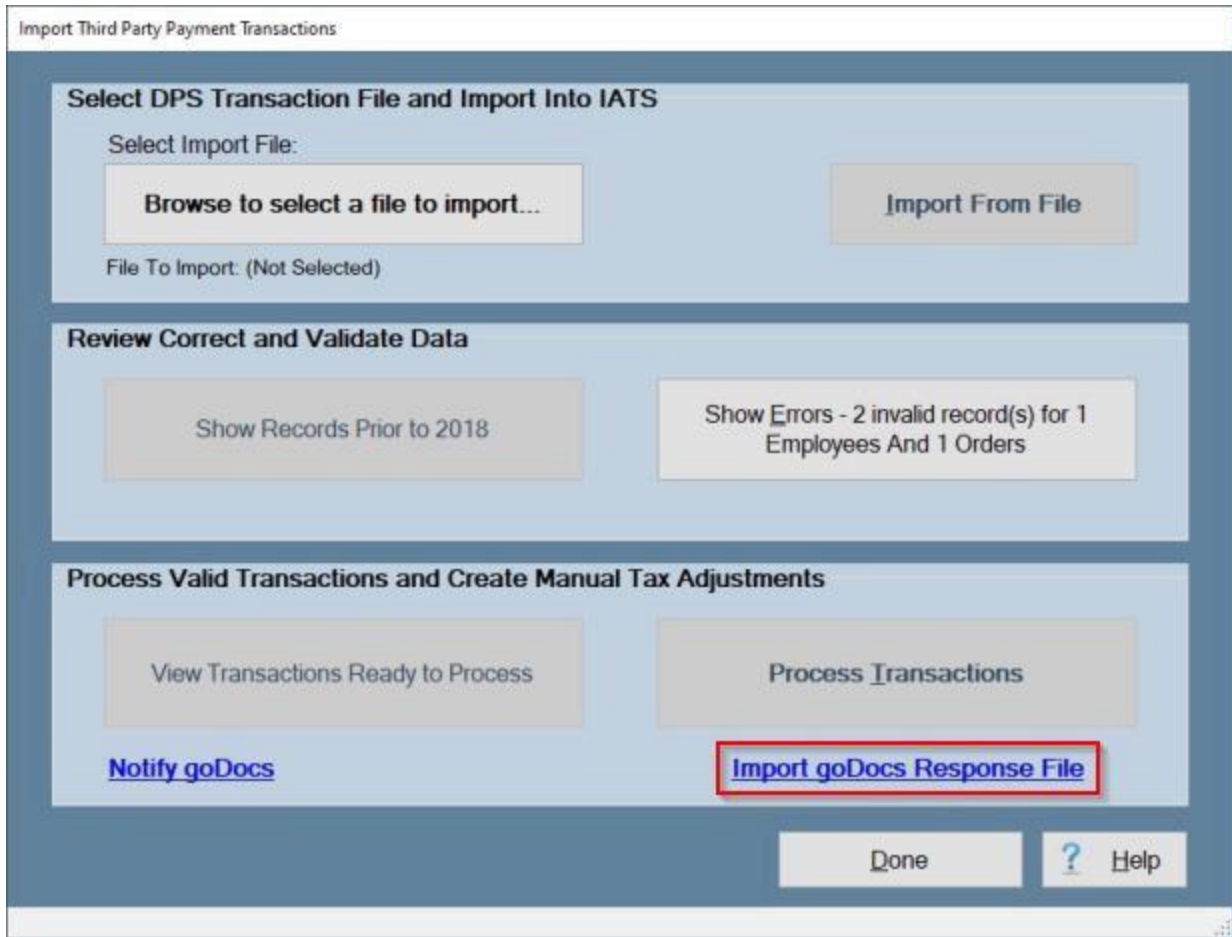 Import Third Party Payment Transactions
Select DPS Transaction File and Import Into IATS
Select Import File:
Browse to select a file to import...
Import From File
File To Import: (Not Selected)
Review Correct and Validate Data
Show Records Prior to 2018
Show Errors - 2 invalid record(s) for 1
Employees And 1 Orders
Process Valid Transactions and Create Manual Tax Adjustments
View Transactions Ready to Process
Process Transactions
Notify goDocs
Import goDocs Response File
Done
? Help